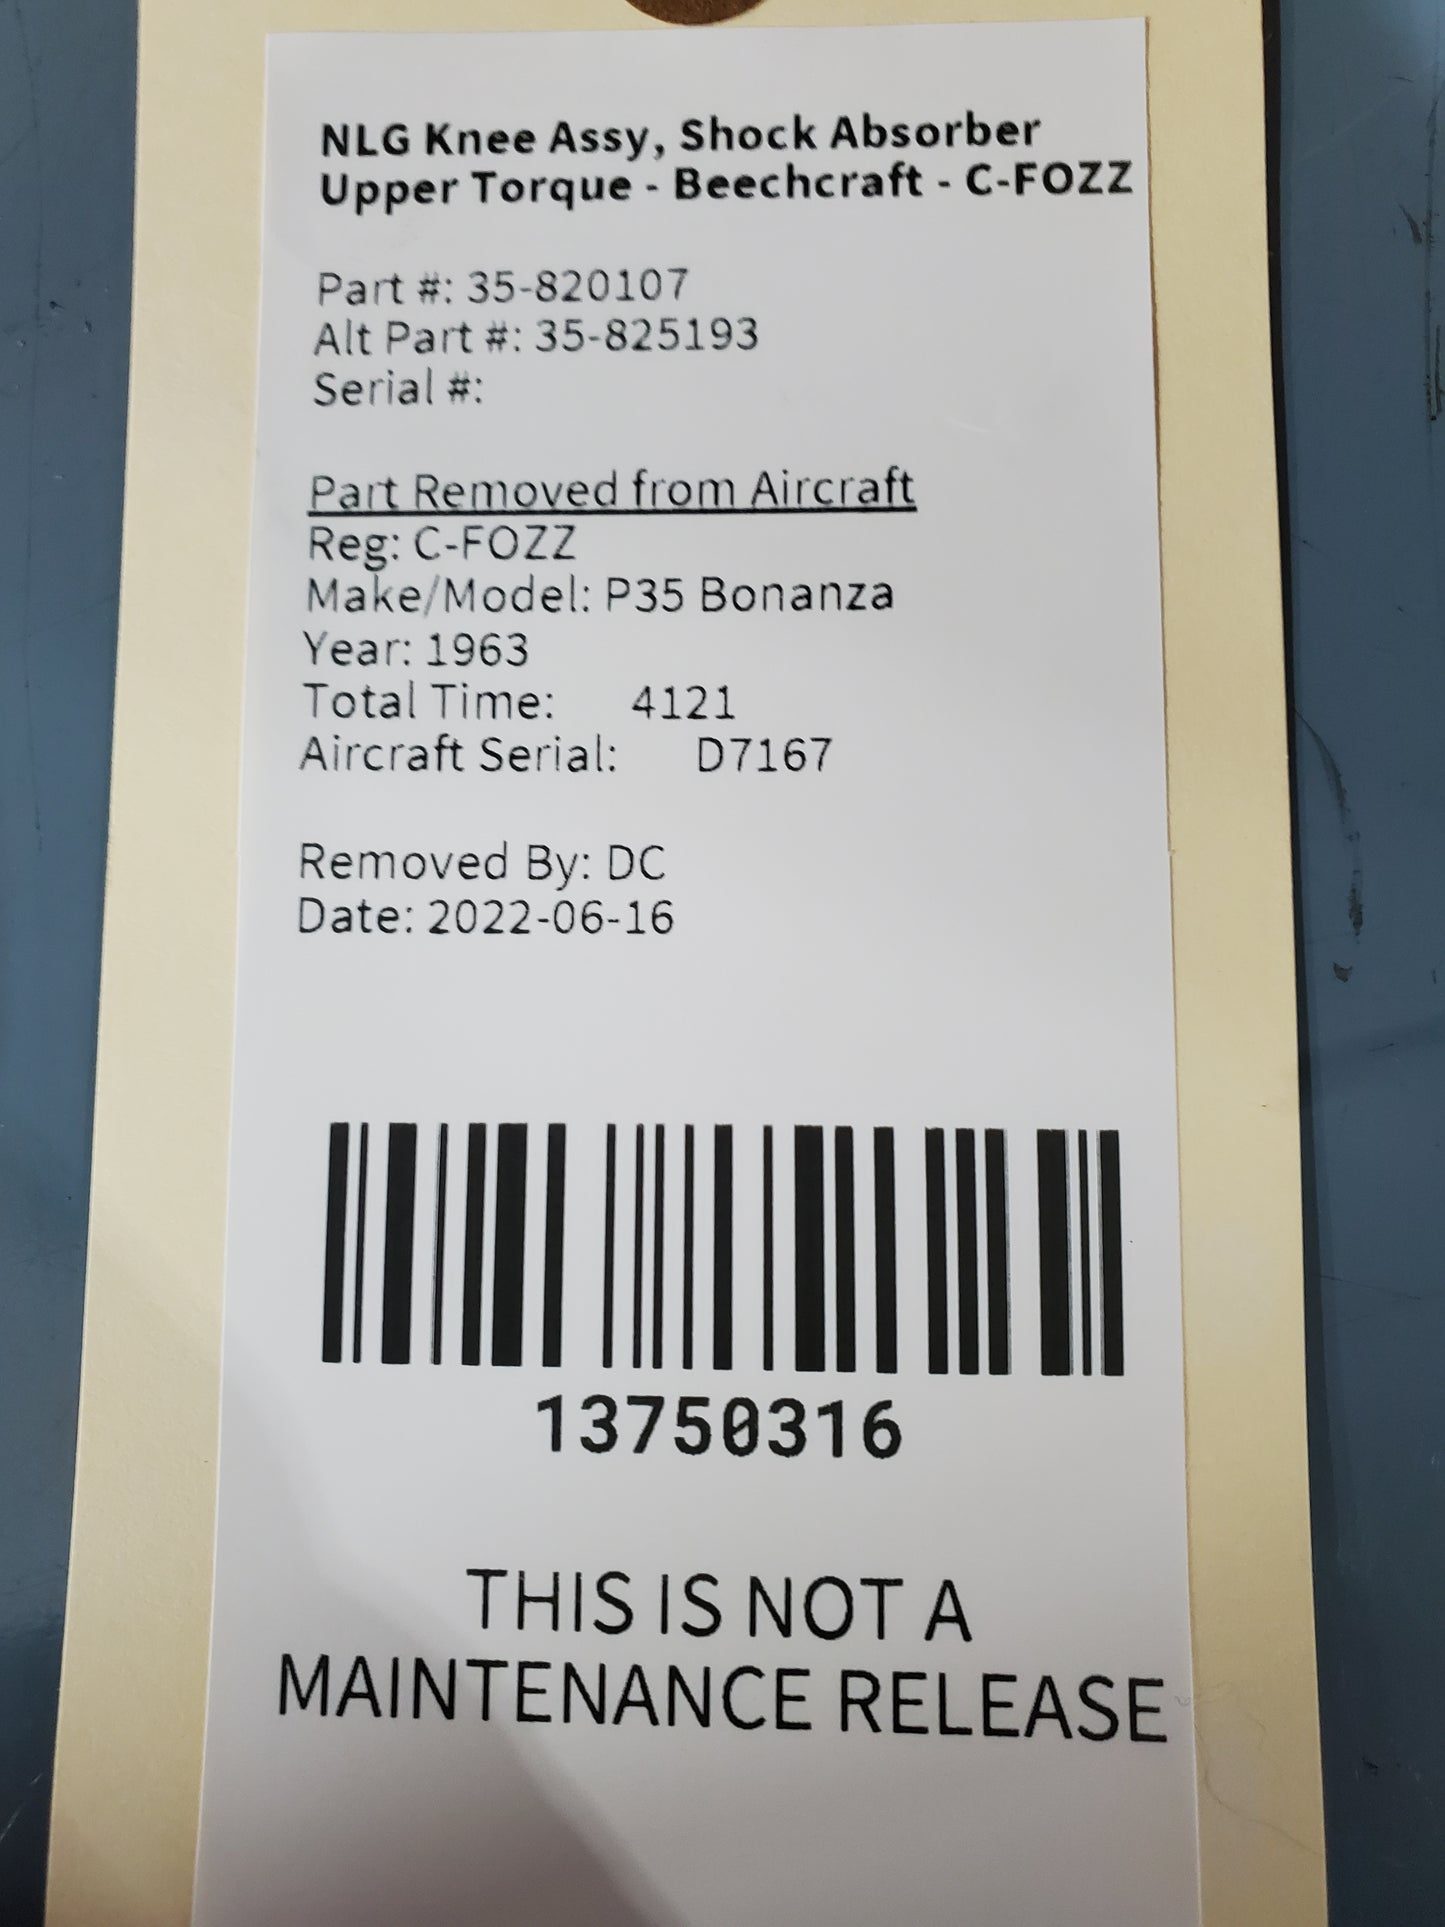 NLG Knee Assy, Shock Absorber
Upper Torque - Beechcraft - C-FOZZ
Part #: 35-820107
Alt Part #: 35-825193
Serial #:
Part Removed from Aircraft
Reg: C-FOZZ
Make/Model: P35 Bonanza
Year: 1963
Total Time: 4121
Aircraft Serial: D7167
Removed By: DC
Date: 2022-06-16
13750316
THIS IS NOT A
MAINTENANCE RELEASE